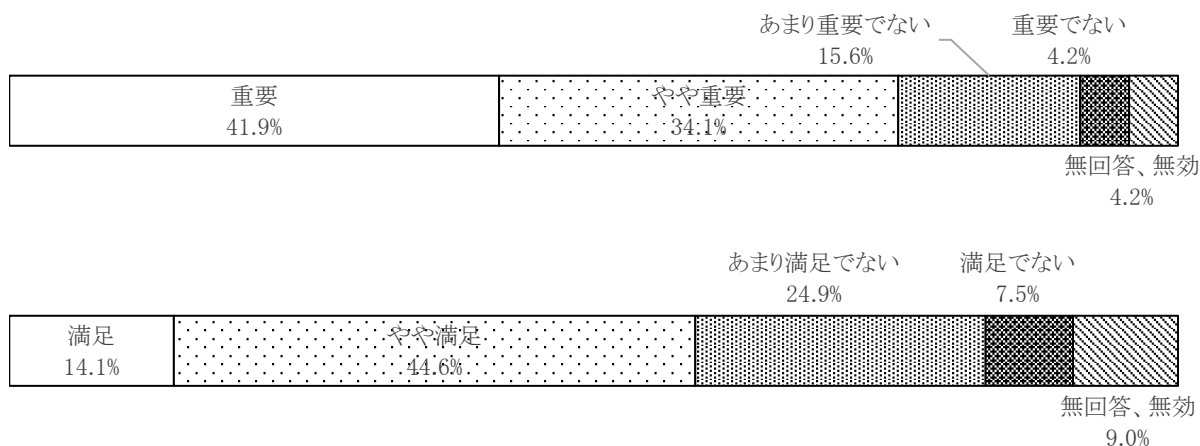 あまり重要でない
15.6%
重要でない
4.2%
重要
41.9%
やや重要
34.1%
無回答、無効
4.2%
あまり満足でない
24.9%
満足でない
7.5%
満足
14.1%
やや満足
44.6%
無回答、無効
9.0%